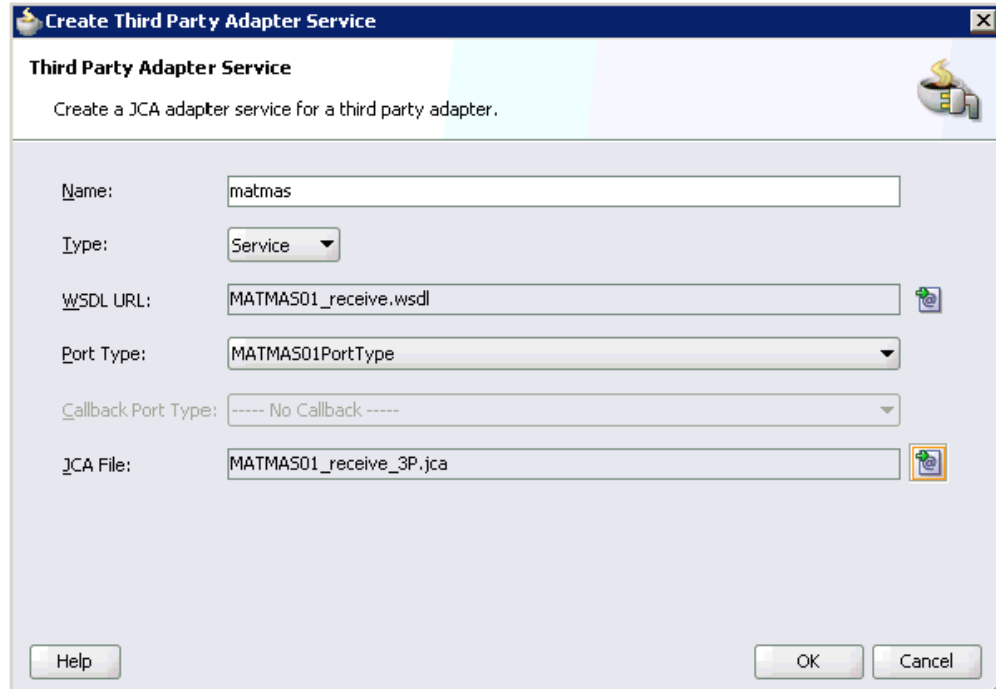 Create Third Party Adapter Service
Third Party Adapter Service
Create a JCA adapter service for a third party adapter.
Name: matmas
Type: Service
WSDL URL: MATMAS01_receive.wsdl
Port Type: MATMAS01PortType
Callback Port Type: ----- No Callback -----
JCA File: MATMAS01_receive_3P.jca
Help OK Cancel